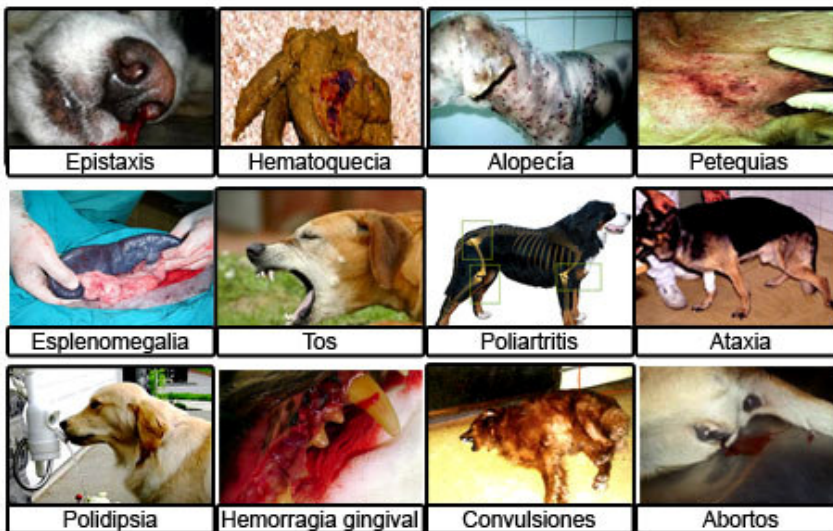 Epistaxis
Hematoquecia
Alopecía
Petequias
Esplenomegalia
Tos
Poliartritis
Ataxia
Polidipsia
Hemorragia gingival
Convulsiones
Abortos